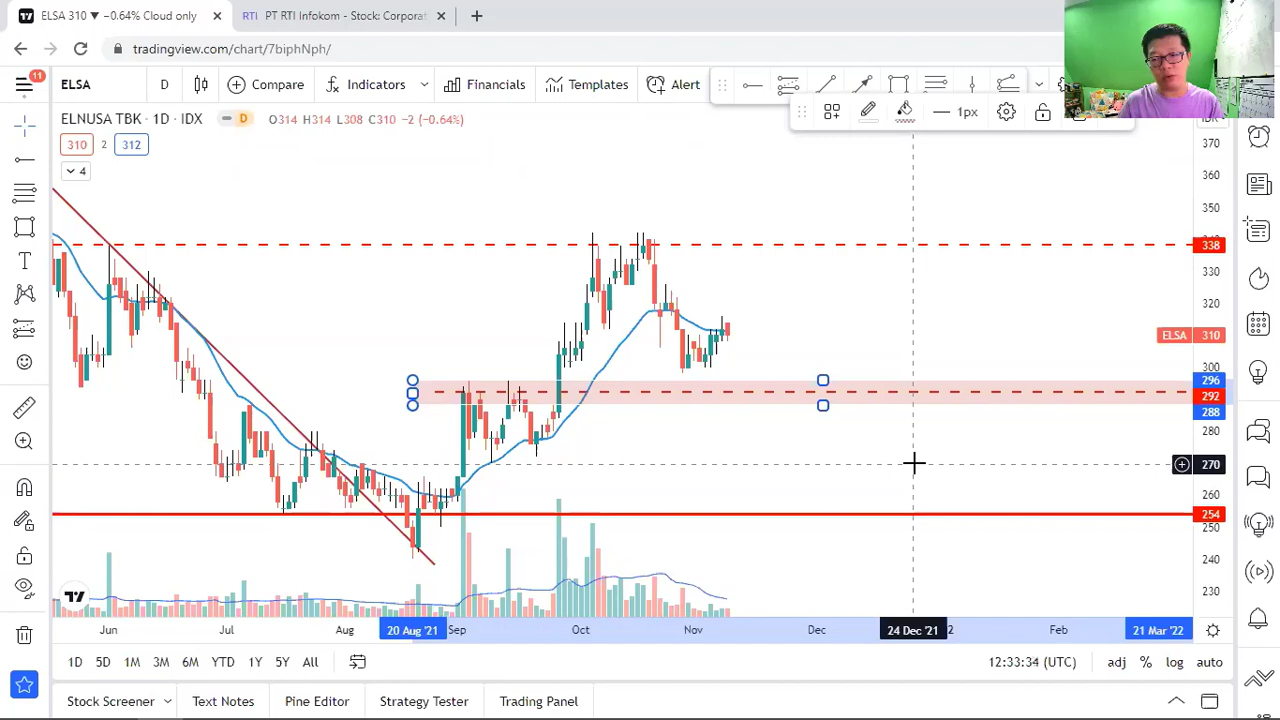 ELSA 310 ▼ −0.64% Cloud only
RTI PT RTI Infokom - Stock: Corporat
tradingview.com/chart/7biphNph/
11
ELSA
D
Compare
Indicators
Financials
Templates
Alert
1px
ELNUSA TBK · 1D · IDX
D
O314 H314 L308 C310 −2 (−0.64%)
310
2
312
4
370
360
350
338
330
320
ELSA 310
300
296
292
288
280
270
260
254
250
240
230
Jun
Jul
Aug
20 Aug '21
Sep
Oct
Nov
Dec
24 Dec '21
2
Feb
21 Mar '22
1D
5D
1M
3M
6M
YTD
1Y
5Y
All
12:33:34 (UTC)
adj
%
log
auto
Stock Screener
Text Notes
Pine Editor
Strategy Tester
Trading Panel